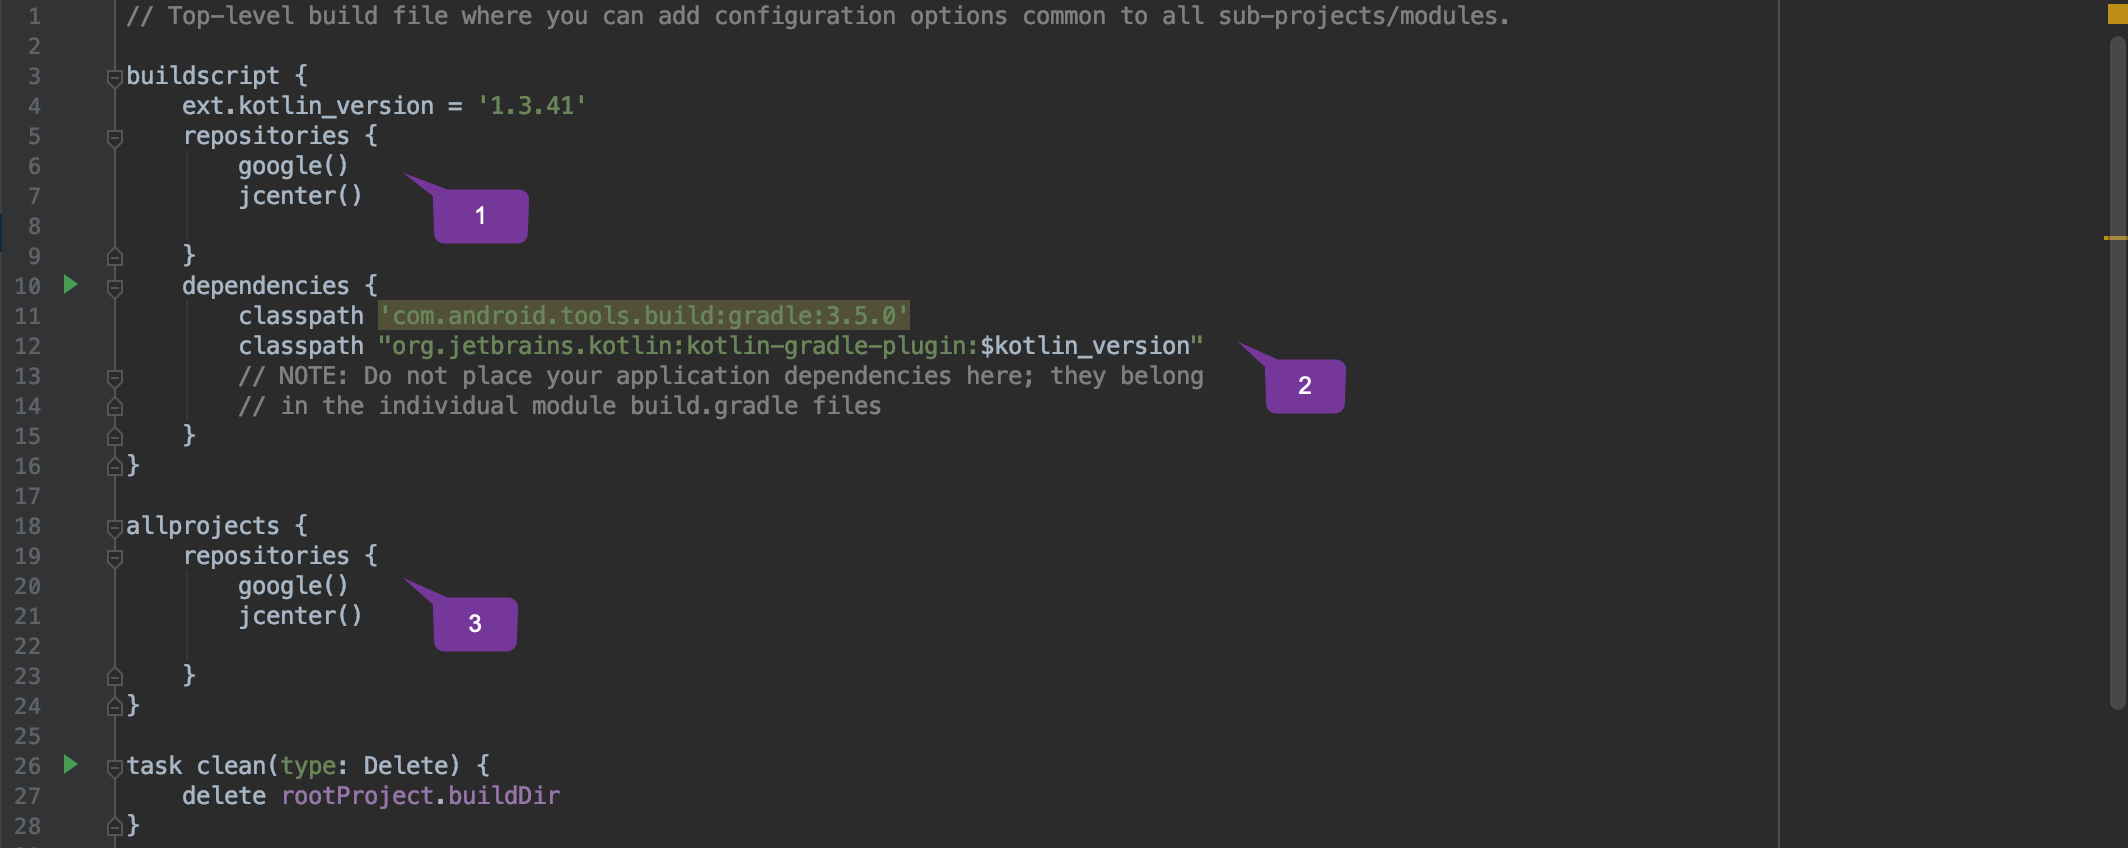 1 // Top-level build file where you can add configuration options common to all sub-projects/modules.
2
3 buildscript {
4     ext.kotlin_version = '1.3.41'
5     repositories {
6         google()
7         jcenter()
1
8
9     }
10     dependencies {
11         classpath 'com.android.tools.build:gradle:3.5.0'
12         classpath "org.jetbrains.kotlin:kotlin-gradle-plugin:$kotlin_version"
2
13         // NOTE: Do not place your application dependencies here; they belong
14         // in the individual module build.gradle files
15     }
16 }
17
18 allprojects {
19     repositories {
20         google()
21         jcenter()
3
22
23     }
24 }
25
26 task clean(type: Delete) {
27     delete rootProject.buildDir
28 }